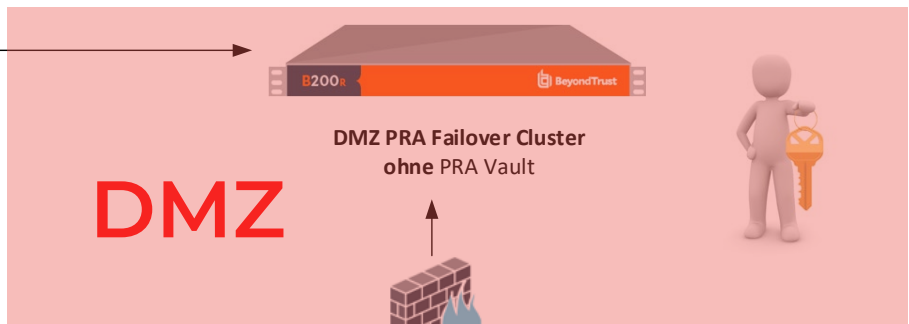 B200R
BeyondTrust
DMZ PRA Failover Cluster
ohne PRA Vault
DMZ